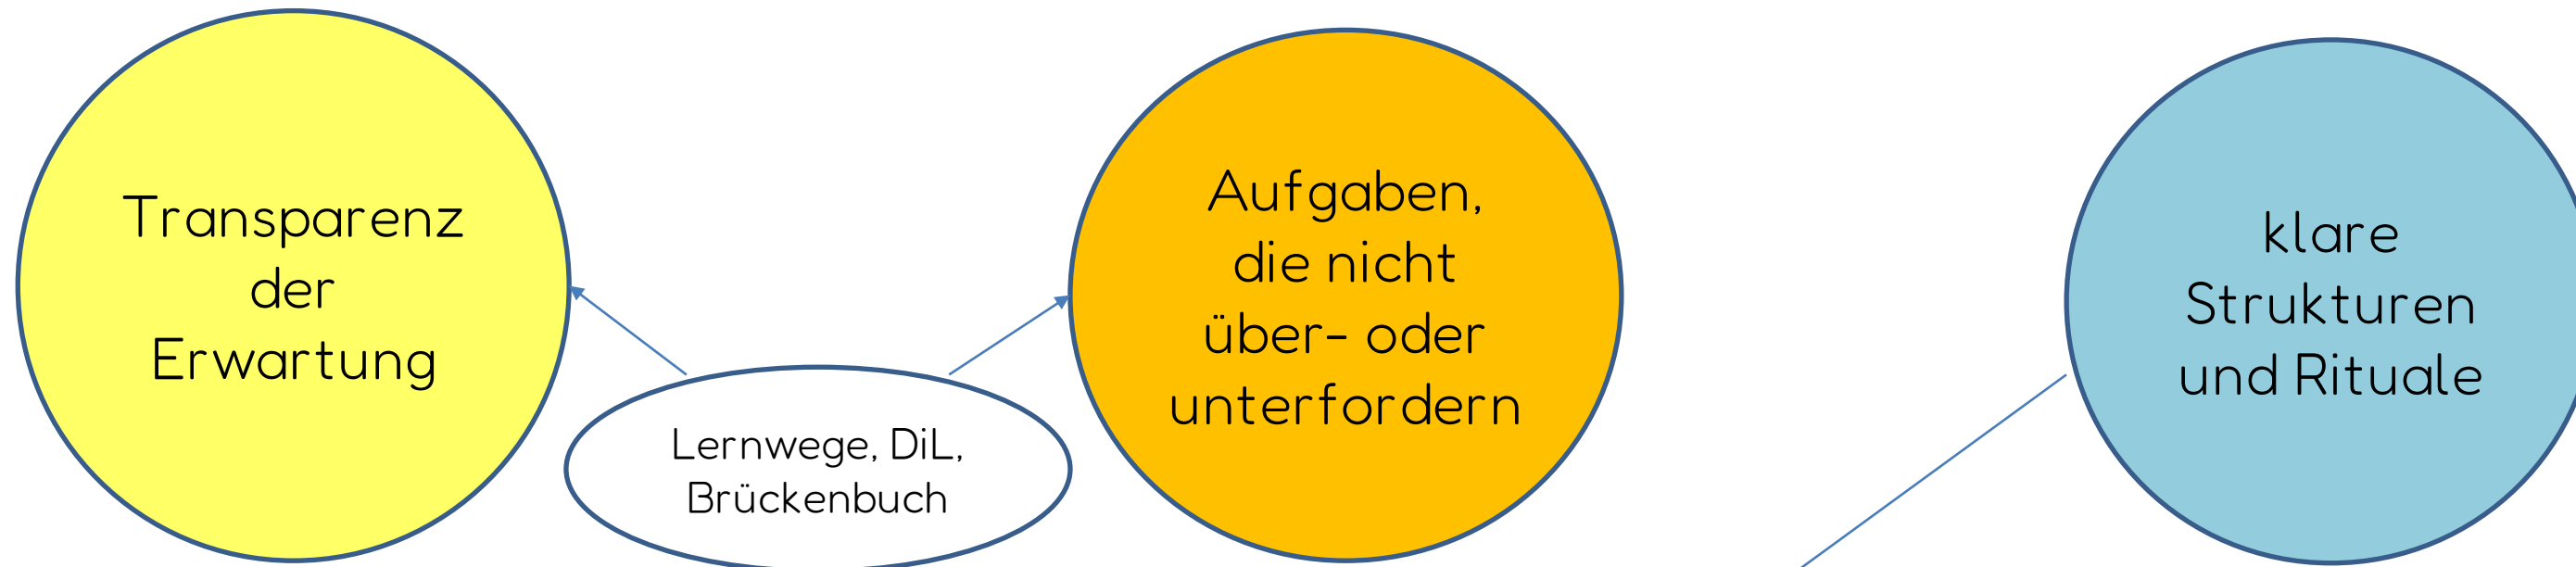 Transparenz
der
Erwartung
Lernwege, DiL,
Brückenbuch
Aufgaben,
die nicht
über- oder
unterfordern
klare
Strukturen
und Rituale